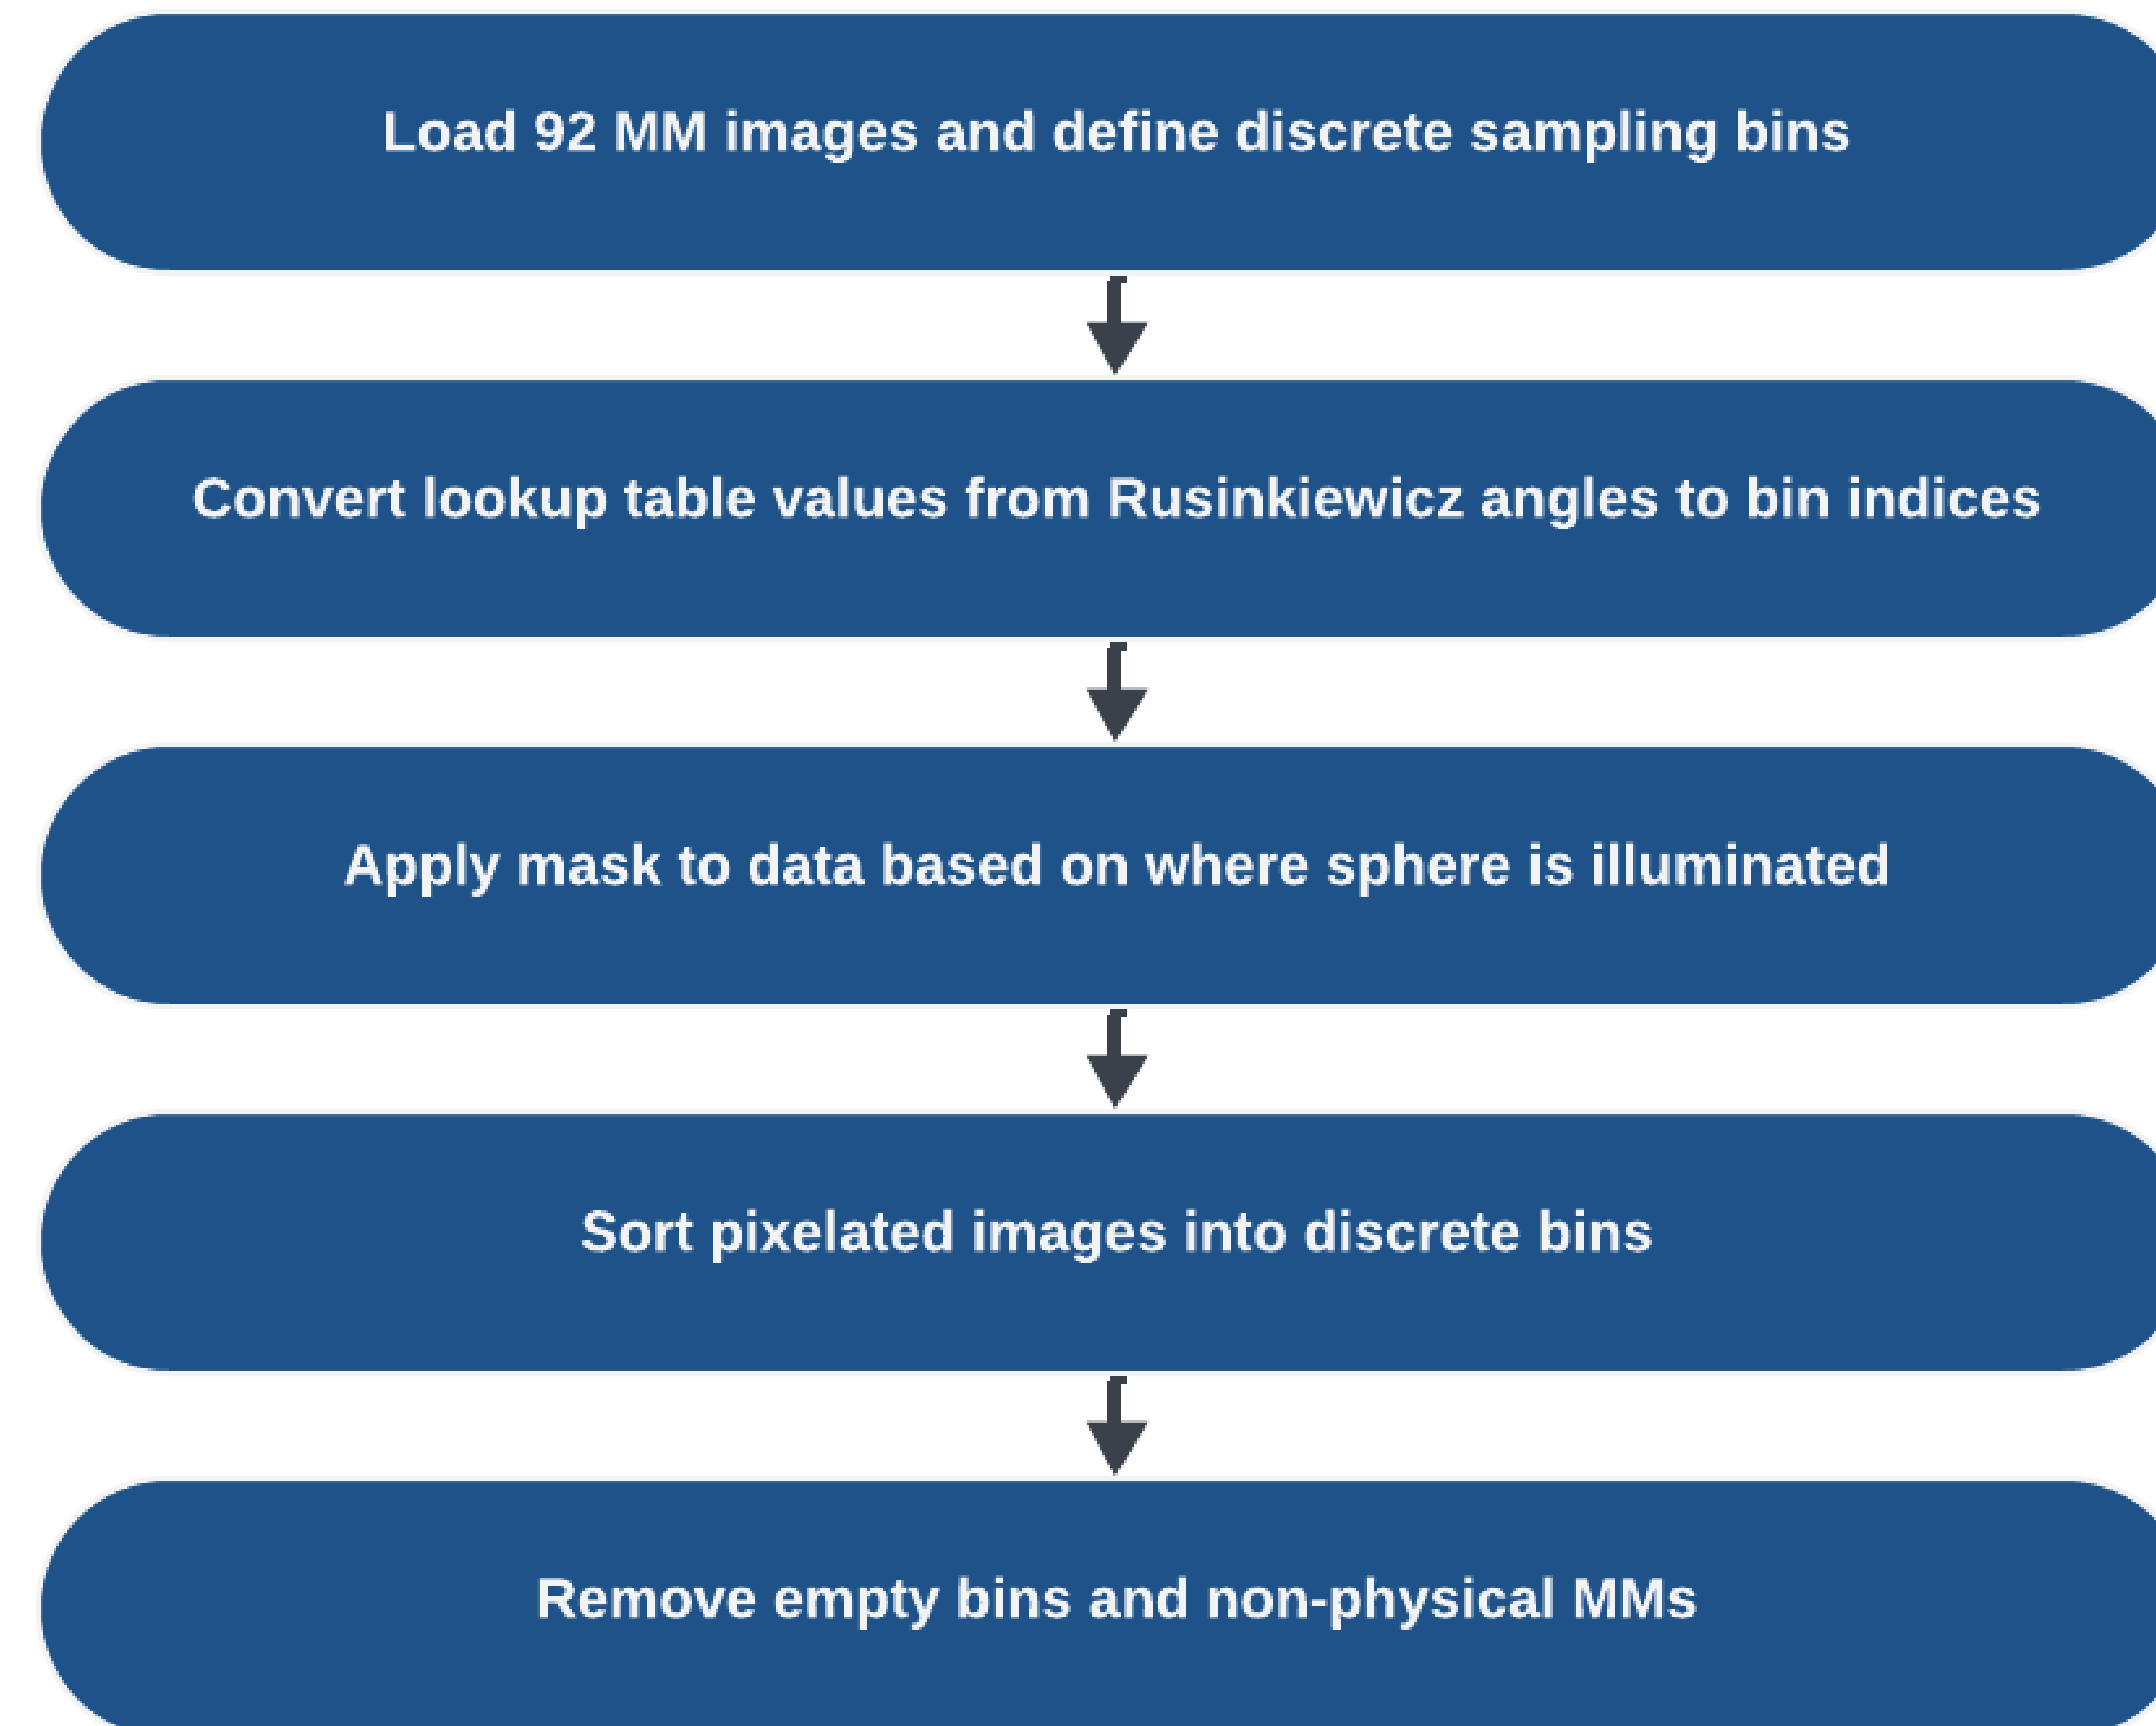 Load 92 MM images and define discrete sampling bins
Convert lookup table values from Rusinkiewicz angles to bin indices
Apply mask to data based on where sphere is illuminated
Sort pixelated images into discrete bins
Remove empty bins and non-physical MMs